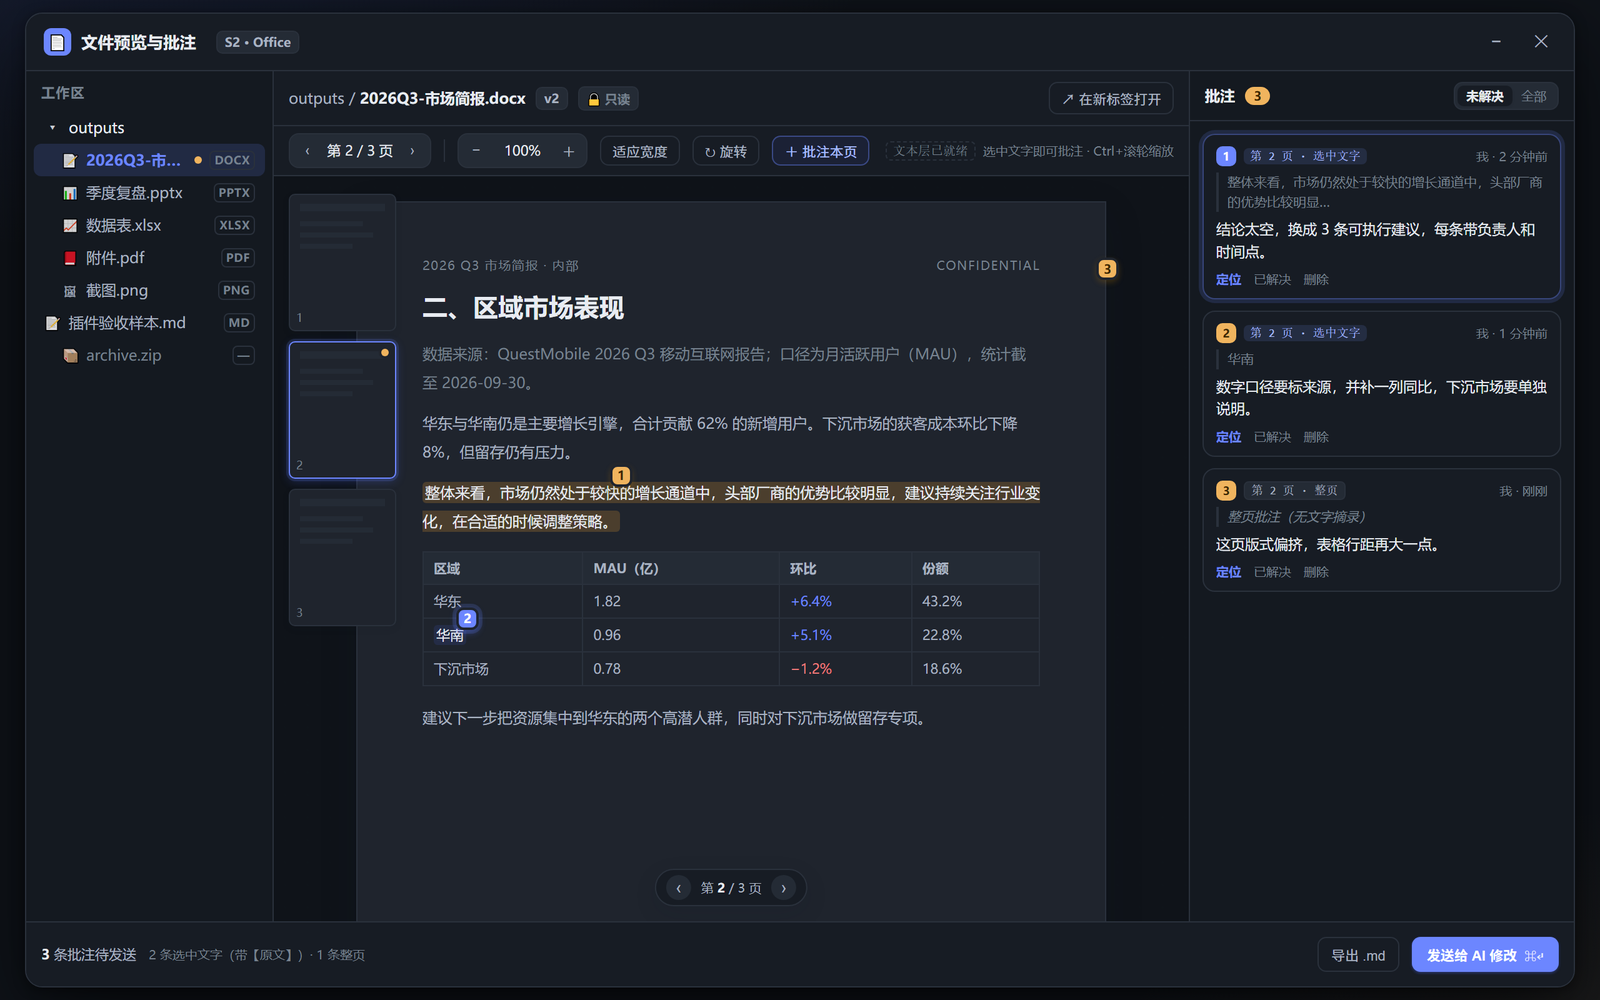 文件预览与批注 S2 • Office
工作区
outputs
2026Q3-市... DOCX
季度复盘.pptx PPTX
数据表.xlsx XLSX
附件.pdf PDF
截图.png PNG
插件验收样本.md MD
archive.zip —
outputs / 2026Q3-市场简报.docx v2 只读 ↗ 在新标签打开
‹ 第 2 / 3 页 › − 100% + 适应宽度 ↻ 旋转 + 批注本页 文本层已就绪 选中文字即可批注 · Ctrl+滚轮缩放
1
2
3
2026 Q3 市场简报 · 内部 CONFIDENTIAL
3
二、区域市场表现
数据来源：QuestMobile 2026 Q3 移动互联网报告；口径为月活跃用户（MAU），统计截
至 2026-09-30。
华东与华南仍是主要增长引擎，合计贡献 62% 的新增用户。下沉市场的获客成本环比下降
8%，但留存仍有压力。
1
整体来看，市场仍然处于较快的增长通道中，头部厂商的优势比较明显，建议持续关注行业变
化，在合适的时候调整策略。
区域 MAU（亿） 环比 份额
华东 1.82 +6.4% 43.2%
2
华南 0.96 +5.1% 22.8%
下沉市场 0.78 −1.2% 18.6%
建议下一步把资源集中到华东的两个高潜人群，同时对下沉市场做留存专项。
‹ 第 2 / 3 页 ›
批注 3 未解决 全部
1 第 2 页 · 选中文字 我 · 2 分钟前
整体来看，市场仍然处于较快的增长通道中，头部厂商
的优势比较明显...
结论太空，换成 3 条可执行建议，每条带负责人和
时间点。
定位 已解决 删除
2 第 2 页 · 选中文字 我 · 1 分钟前
华南
数字口径要标来源，并补一列同比，下沉市场要单独
说明。
定位 已解决 删除
3 第 2 页 · 整页 我 · 刚刚
整页批注（无文字摘录）
这页版式偏挤，表格行距再大一点。
定位 已解决 删除
3 条批注待发送 2 条选中文字（带【原文】）· 1 条整页 导出 .md 发送给 AI 修改 ⌘↵